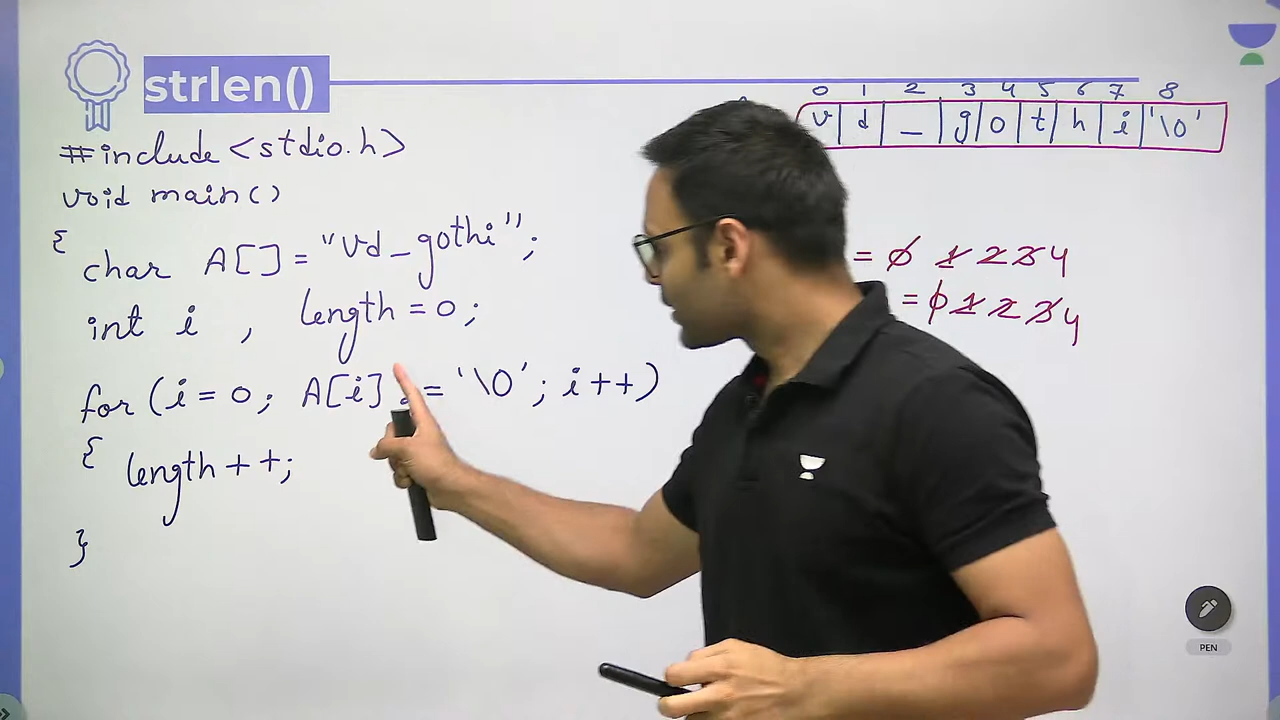 strlen()
0 1 2 3 4 5 6 7 8
v d _ g o t h i '\0'
#include <stdio.h>
void main()
{
char A[] = "vd_gothi";
int i , length = 0;
for (i = 0; A[i] = '\0'; i++)
{ length ++;
}
= 0 1 2 3 4
= 0 1 2 3 4
PEN